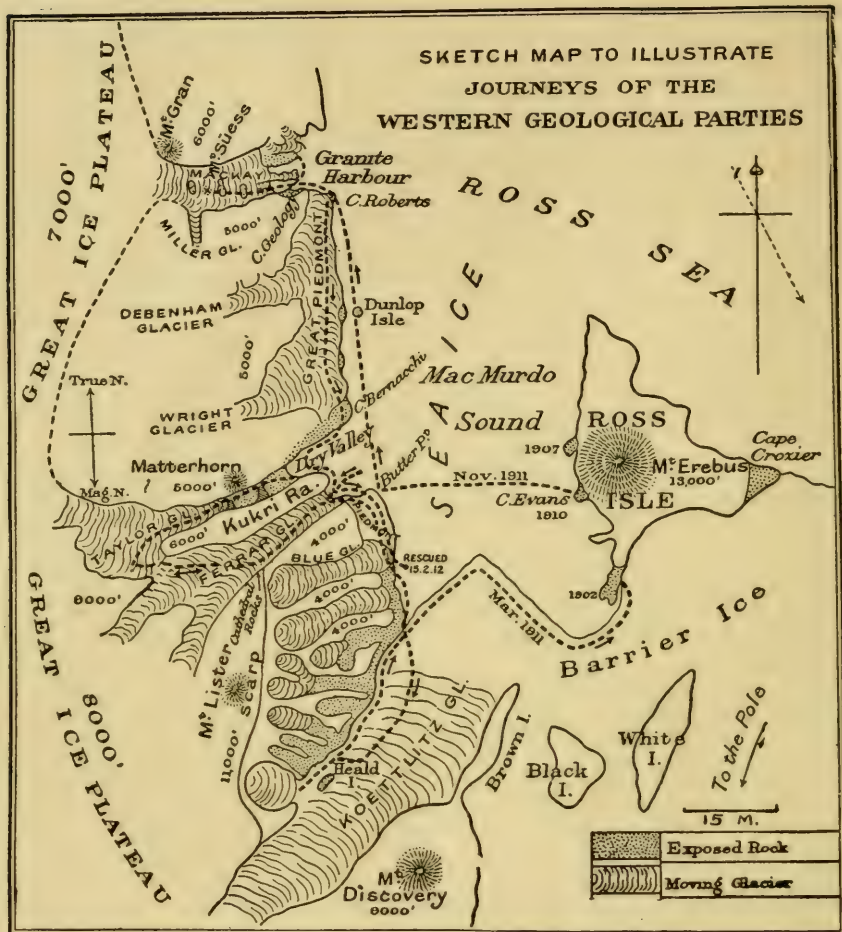 SKETCH MAP TO ILLUSTRATE
JOURNEYS OF THE
WESTERN GEOLOGICAL PARTIES
GREAT ICE PLATEAU
7000'
Mt. Gran
6000'
Mt. Süess
MACKAY
Granite
Harbour
C. Roberts
C. Geology
5000'
MILLER GL.
ROSS SEA
SEA ICE
DEBENHAM
GLACIER
GREAT PIEDMONT
Dunlop
Isle
5000'
WRIGHT
GLACIER
C. Bernacchi
Mac Murdo
Sound
True N.
Mag. N.
Dry Valley
Matterhorn
5000'
Butter Pt.
Nov. 1911
1907
ROSS
ISLE
Mt. Erebus
13,000'
Cape
Crozier
C. Evans
1910
TAYLOR GL.
Kukri Ra.
6000'
FERRAR GL.
PIEDMONT
4000'
BLUE GL.
RESCUED
15.2.12
8000'
Cathedral
Rocks
4000'
4000'
Mar. 1911
1902
Barrier Ice
GREAT ICE PLATEAU
8000'
Mt. Lister
Scarp
11,000'
Heald
I.
KOETTLITZ GL.
Brown I.
Black
I.
White
I.
To the Pole
15 M.
Mt.
Discovery
9000'
Exposed Rock
Moving Glacier